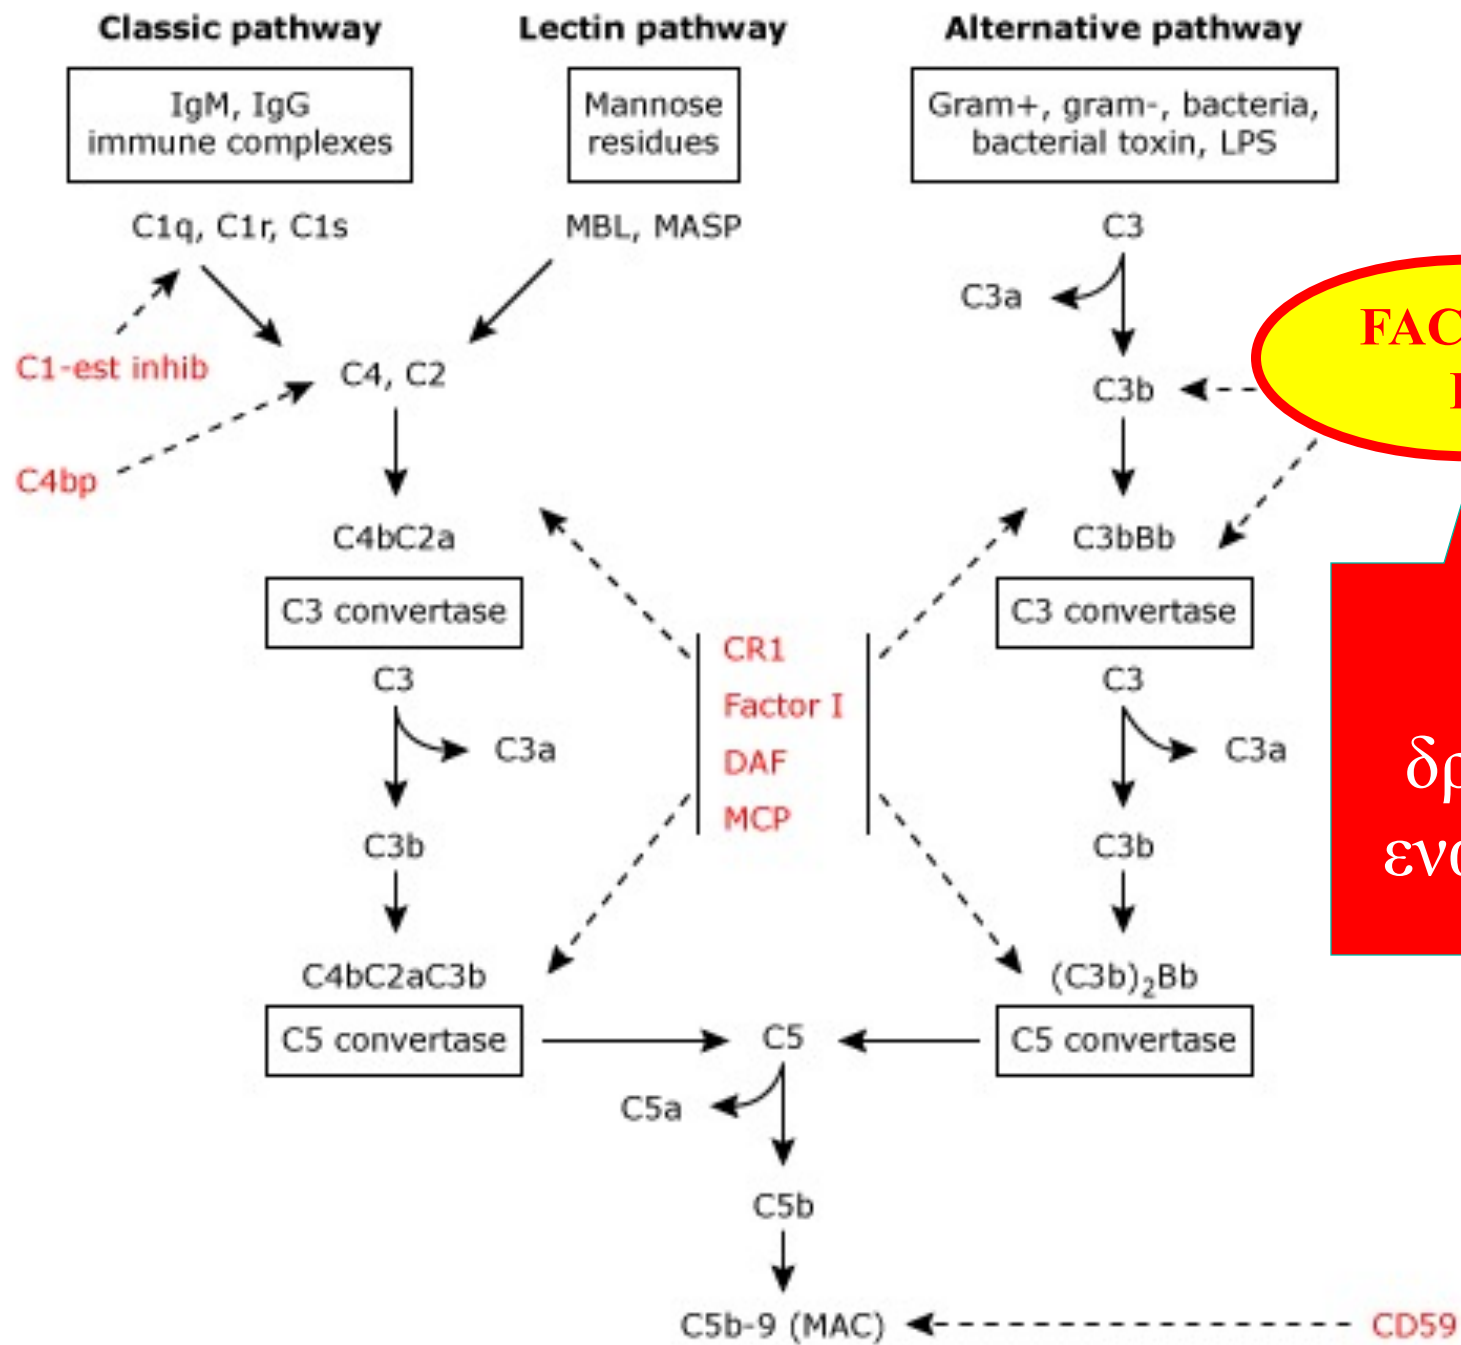 Classic pathway
Lectin pathway
Alternative pathway
IgM, IgG
immune complexes
Mannose
residues
Gram+, gram-, bacteria,
bacterial toxin, LPS
C1q, C1r, C1s
MBL, MASP
C3
C3a
C1-est inhib
C4, C2
C3b
FAC
C4bp
C4bC2a
C3bBb
C3 convertase
C3 convertase
CR1
Factor I
DAF
MCP
C3
C3a
C3
C3a
δρ
C3b
C3b
ενα
C4bC2aC3b
(C3b)₂Bb
C5 convertase
C5
C5 convertase
C5a
C5b
C5b-9 (MAC)
CD59